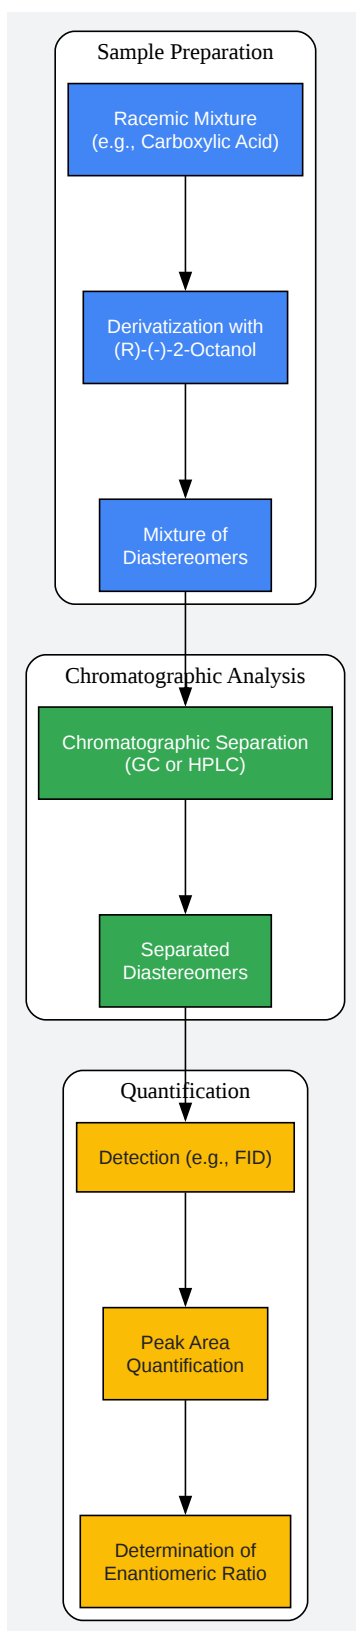 Sample Preparation
Racemic Mixture
(e.g., Carboxylic Acid)
Derivatization with
(R)-(-)-2-Octanol
Mixture of
Diastereomers
Chromatographic Analysis
Chromatographic Separation
(GC or HPLC)
Separated
Diastereomers
Quantification
Detection (e.g., FID)
Peak Area
Quantification
Determination of
Enantiomeric Ratio